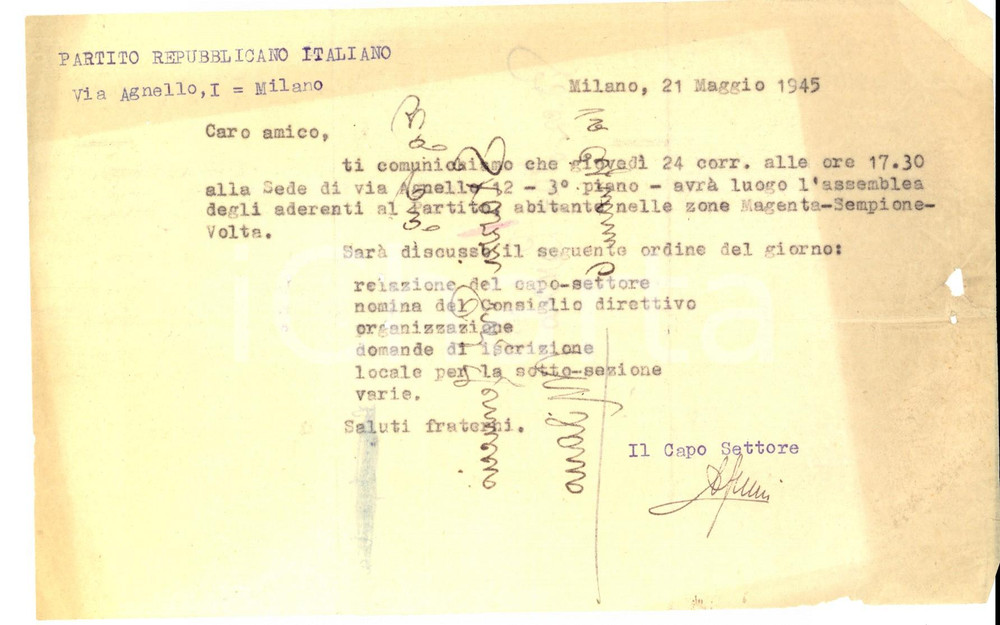 PARTITO REPUBBLICANO ITALIANO
Via Agnello,I = Milano
Milano, 21 Maggio 1945
Caro amico,
ti comunichiamo che giovedì 24 corr. alle ore 17.30
alla Sede di via Agnello 12 - 3° piano - avrà luogo l'assemblea
degli aderenti al Partito, abitante nelle zone Magenta-Sempione-
Volta.
Sarà discusso il seguente ordine del giorno:
relazione del capo-settore
nomina del Consiglio direttivo
organizzazione
domande di iscrizione
locale per la sotto-sezione
varie.
Saluti fraterni.
Il Capo Settore